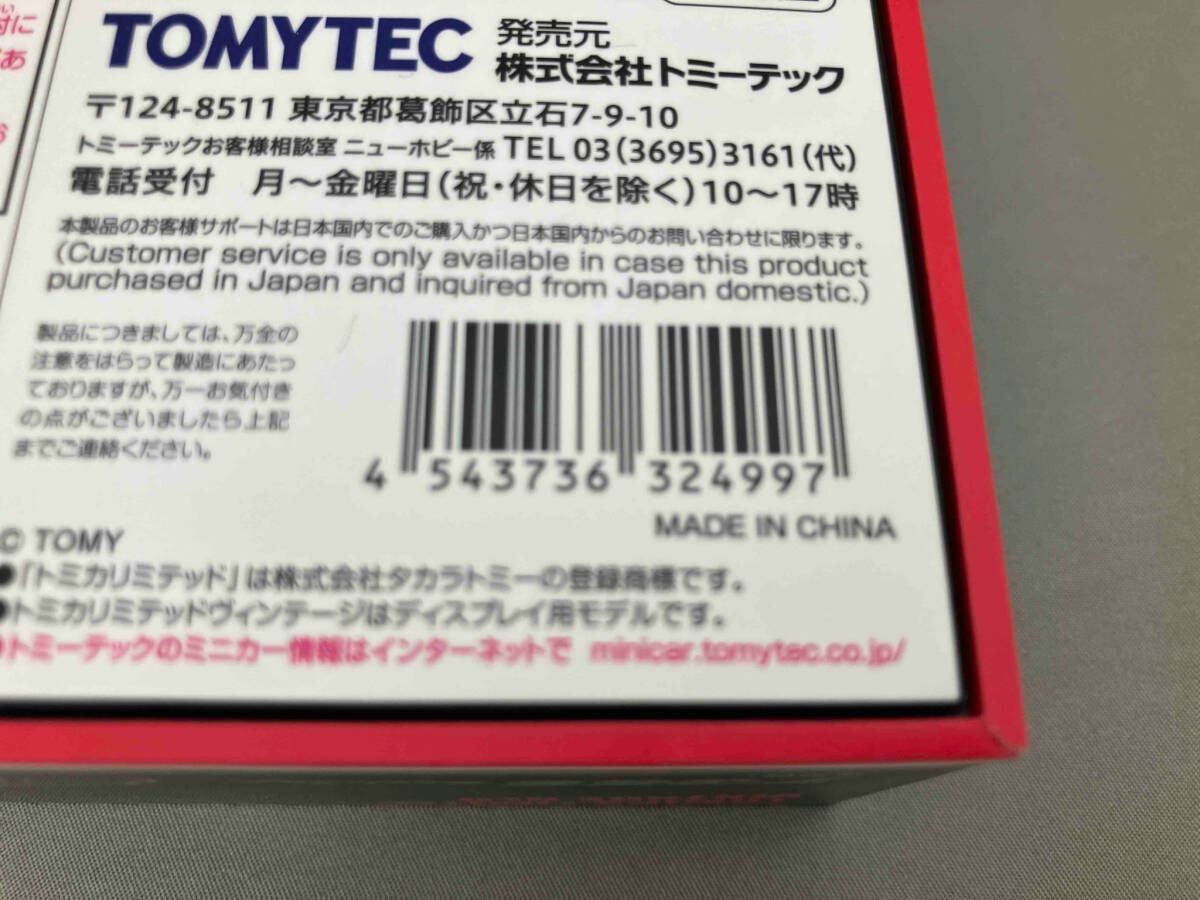 TOMYTEC 発売元
株式会社トミーテック
〒124-8511 東京都葛飾区立石7-9-10
トミーテックお客様相談室 ニューホビー係 TEL 03(3695)3161(代)
電話受付 月〜金曜日(祝・休日を除く)10〜17時
本製品のお客様サポートは日本国内でのご購入かつ日本国内からのお問い合わせに限ります。
(Customer service is only available in case this product
purchased in Japan and inquired from Japan domestic.)
製品につきましては、万全の
注意をはらって製造にあたっ
ておりますが、万一お気付き
の点がございましたら上記
までご連絡ください。
4 543736 324997
MADE IN CHINA
© TOMY
●「トミカリミテッド」は株式会社タカラトミーの登録商標です。
●トミカリミテッドヴィンテージはディスプレイ用モデルです。
●トミーテックのミニカー情報はインターネットで minicar.tomytec.co.jp/